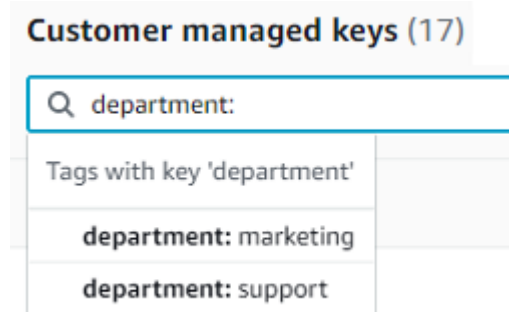 Customer managed keys (17)
department:
Tags with key 'department'
department: marketing
department: support